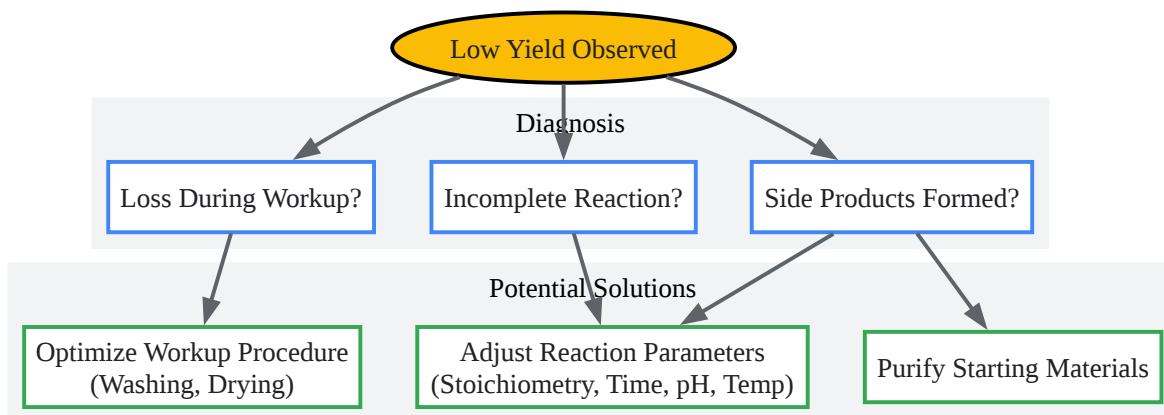 Low Yield Observed
Diagnosis
Loss During Workup?
Incomplete Reaction?
Side Products Formed?
Potential Solutions
Optimize Workup Procedure
(Washing, Drying)
Adjust Reaction Parameters
(Stoichiometry, Time, pH, Temp)
Purify Starting Materials